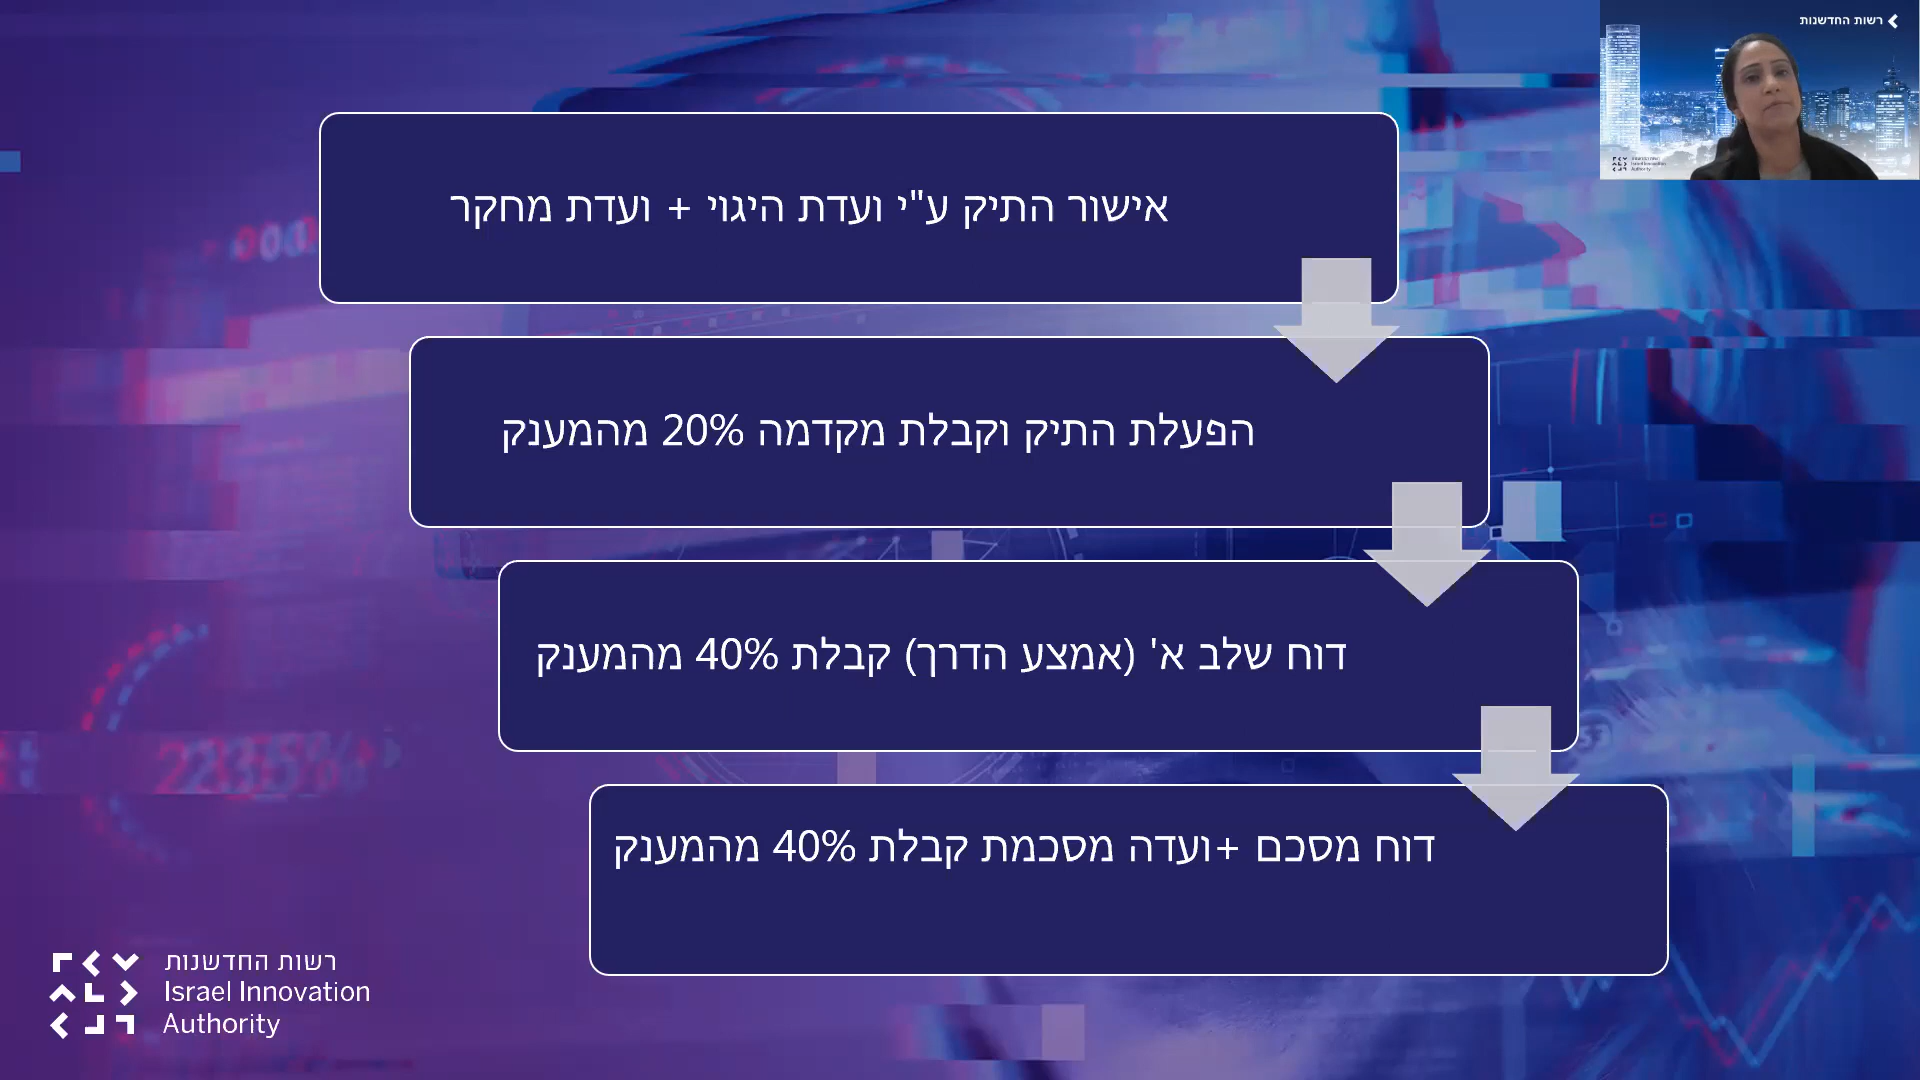 רשות החדשנות
אישור התיק ע"י ועדת היגוי + ועדת מחקר
הפעלת התיק וקבלת מקדמה 20% מהמענק
דוח שלב א' (אמצע הדרך) קבלת 40% מהמענק
דוח מסכם +ועדה מסכמת קבלת 40% מהמענק
רשות החדשנות
Israel Innovation
Authority